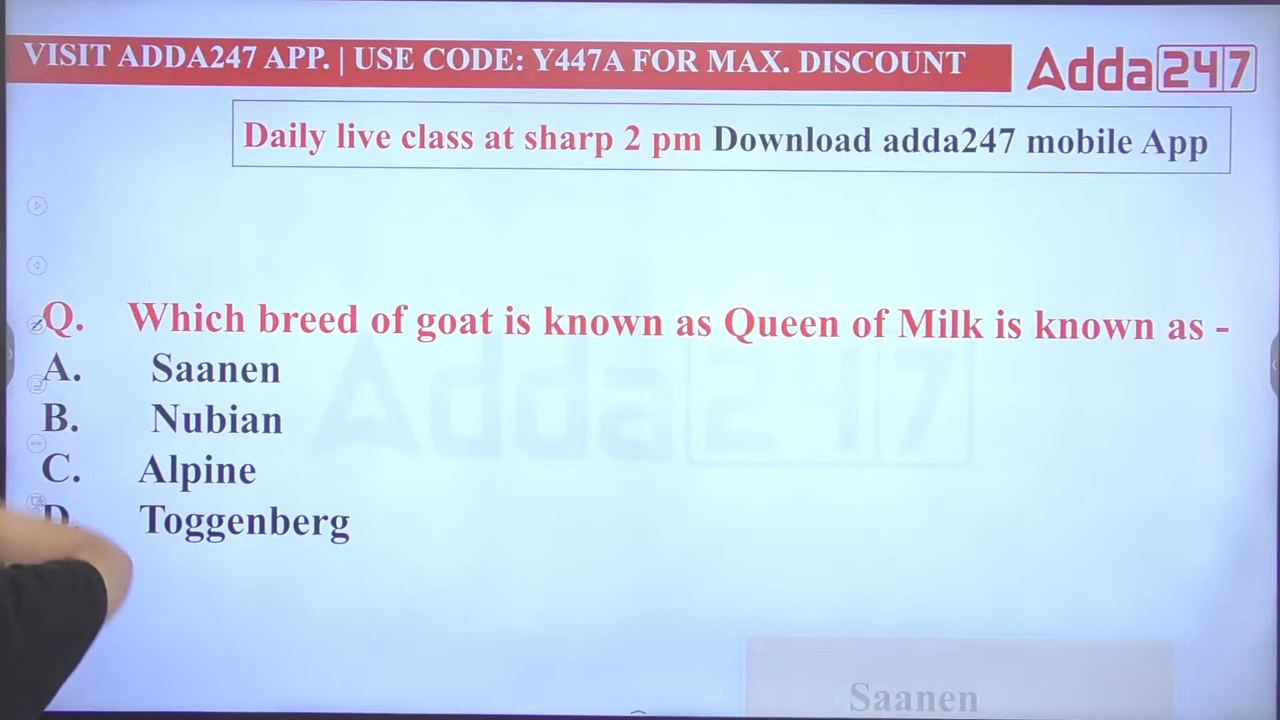 VISIT ADDA247 APP. | USE CODE: Y447A FOR MAX. DISCOUNT
Adda247
Daily live class at sharp 2 pm Download adda247 mobile App
Q. Which breed of goat is known as Queen of Milk is known as -
A. Saanen
B. Nubian
C. Alpine
D. Toggenberg
Adda247
Saanen